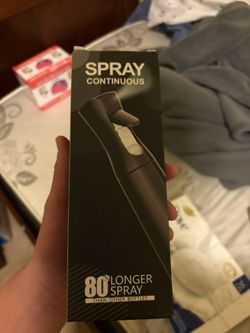 SPRAY
CONTINUOUS
80% LONGER
SPRAY
THAN OTHER BOTTLES